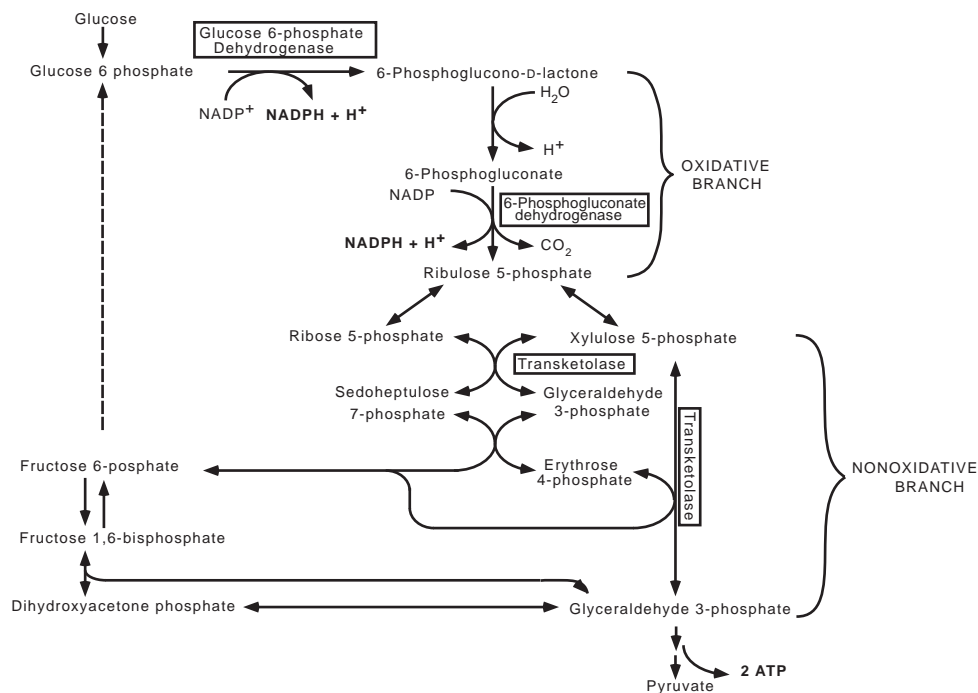 Glucose
Glucose 6-phosphate
Dehydrogenase
Glucose 6 phosphate
6-Phosphoglucono-D-lactone
NADP+
NADPH + H+
H2O
H+
OXIDATIVE
BRANCH
6-Phosphogluconate
NADP
6-Phosphogluconate
dehydrogenase
NADPH + H+
CO2
Ribulose 5-phosphate
Ribose 5-phosphate
Xylulose 5-phosphate
Transketolase
Sedoheptulose
7-phosphate
Glyceraldehyde
3-phosphate
Transketolase
Fructose 6-posphate
Erythrose
4-phosphate
NONOXIDATIVE
BRANCH
Fructose 1,6-bisphosphate
Dihydroxyacetone phosphate
Glyceraldehyde 3-phosphate
2 ATP
Pyruvate